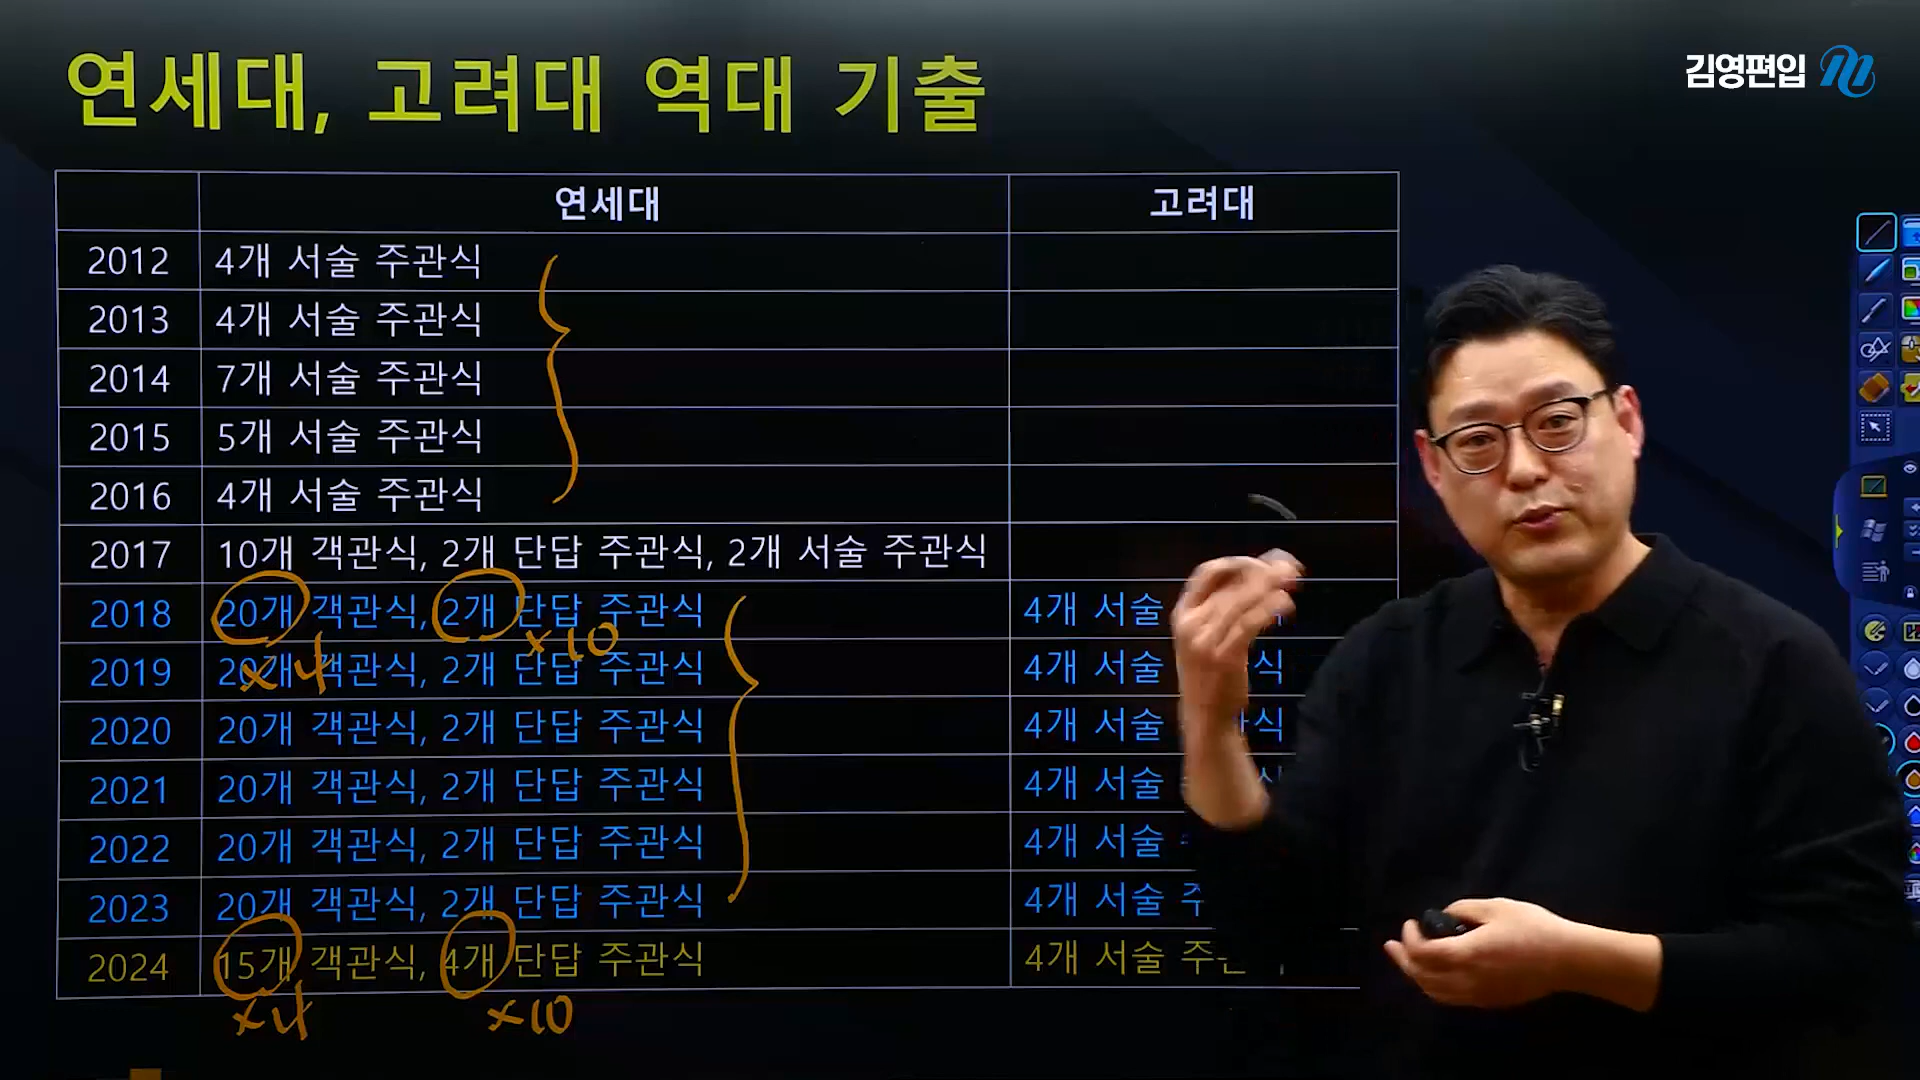 연세대, 고려대 역대 기출
김영편입
연세대 고려대
2012 4개 서술 주관식
2013 4개 서술 주관식
2014 7개 서술 주관식
2015 5개 서술 주관식
2016 4개 서술 주관식
2017 10개 객관식, 2개 단답 주관식, 2개 서술 주관식
2018 20개 객관식, 2개 단답 주관식 4개 서술
×4 ×10
2019 20개 객관식, 2개 단답 주관식 4개 서술 식
2020 20개 객관식, 2개 단답 주관식 4개 서술 식
2021 20개 객관식, 2개 단답 주관식 4개 서술
2022 20개 객관식, 2개 단답 주관식 4개 서술
2023 20개 객관식, 2개 단답 주관식 4개 서술 주
2024 15개 객관식, 4개 단답 주관식 4개 서술 주
×4 ×10